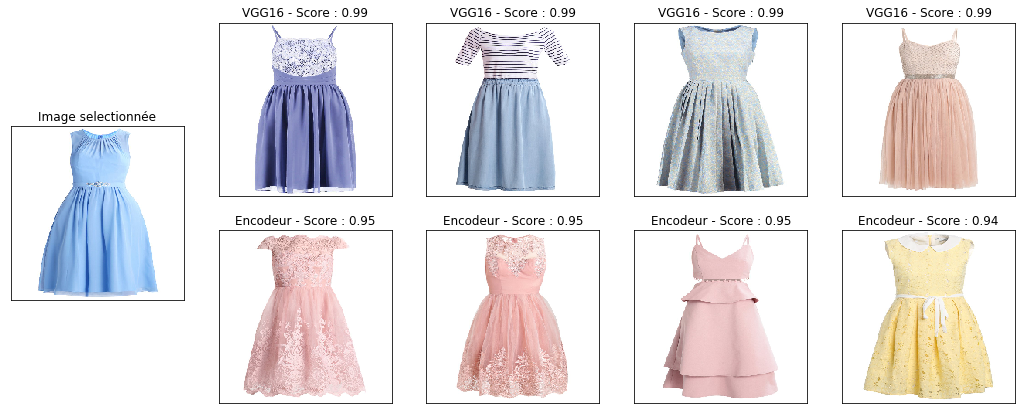 VGG16 - Score : 0.99
VGG16 - Score : 0.99
VGG16 - Score : 0.99
VGG16 - Score : 0.99
Image selectionnée
Encodeur - Score : 0.95
Encodeur - Score : 0.95
Encodeur - Score : 0.95
Encodeur - Score : 0.94